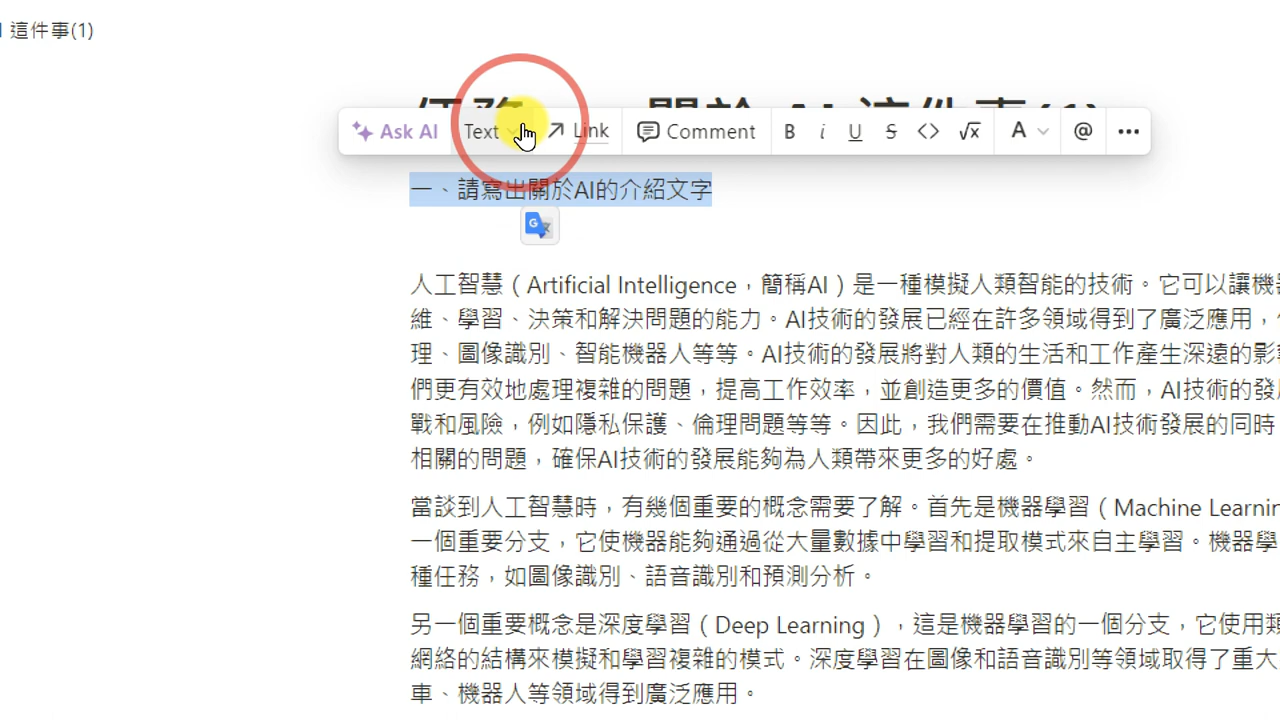 這件事(1)
任務一、關於 AI 這件事(1)
Ask AI Text Link Comment B i U S <> √x A @ •••
一、請寫出關於AI的介紹文字
人工智慧（Artificial Intelligence，簡稱AI）是一種模擬人類智能的技術。它可以讓機
維、學習、決策和解決問題的能力。AI技術的發展已經在許多領域得到了廣泛應用，
理、圖像識別、智能機器人等等。AI技術的發展將對人類的生活和工作產生深遠的影
們更有效地處理複雜的問題，提高工作效率，並創造更多的價值。然而，AI技術的發
戰和風險，例如隱私保護、倫理問題等等。因此，我們需要在推動AI技術發展的同時
相關的問題，確保AI技術的發展能夠為人類帶來更多的好處。
當談到人工智慧時，有幾個重要的概念需要了解。首先是機器學習（Machine Learnin
一個重要分支，它使機器能夠通過從大量數據中學習和提取模式來自主學習。機器學
種任務，如圖像識別、語音識別和預測分析。
另一個重要概念是深度學習（Deep Learning），這是機器學習的一個分支，它使用類
網絡的結構來模擬和學習複雜的模式。深度學習在圖像和語音識別等領域取得了重大
車、機器人等領域得到廣泛應用。